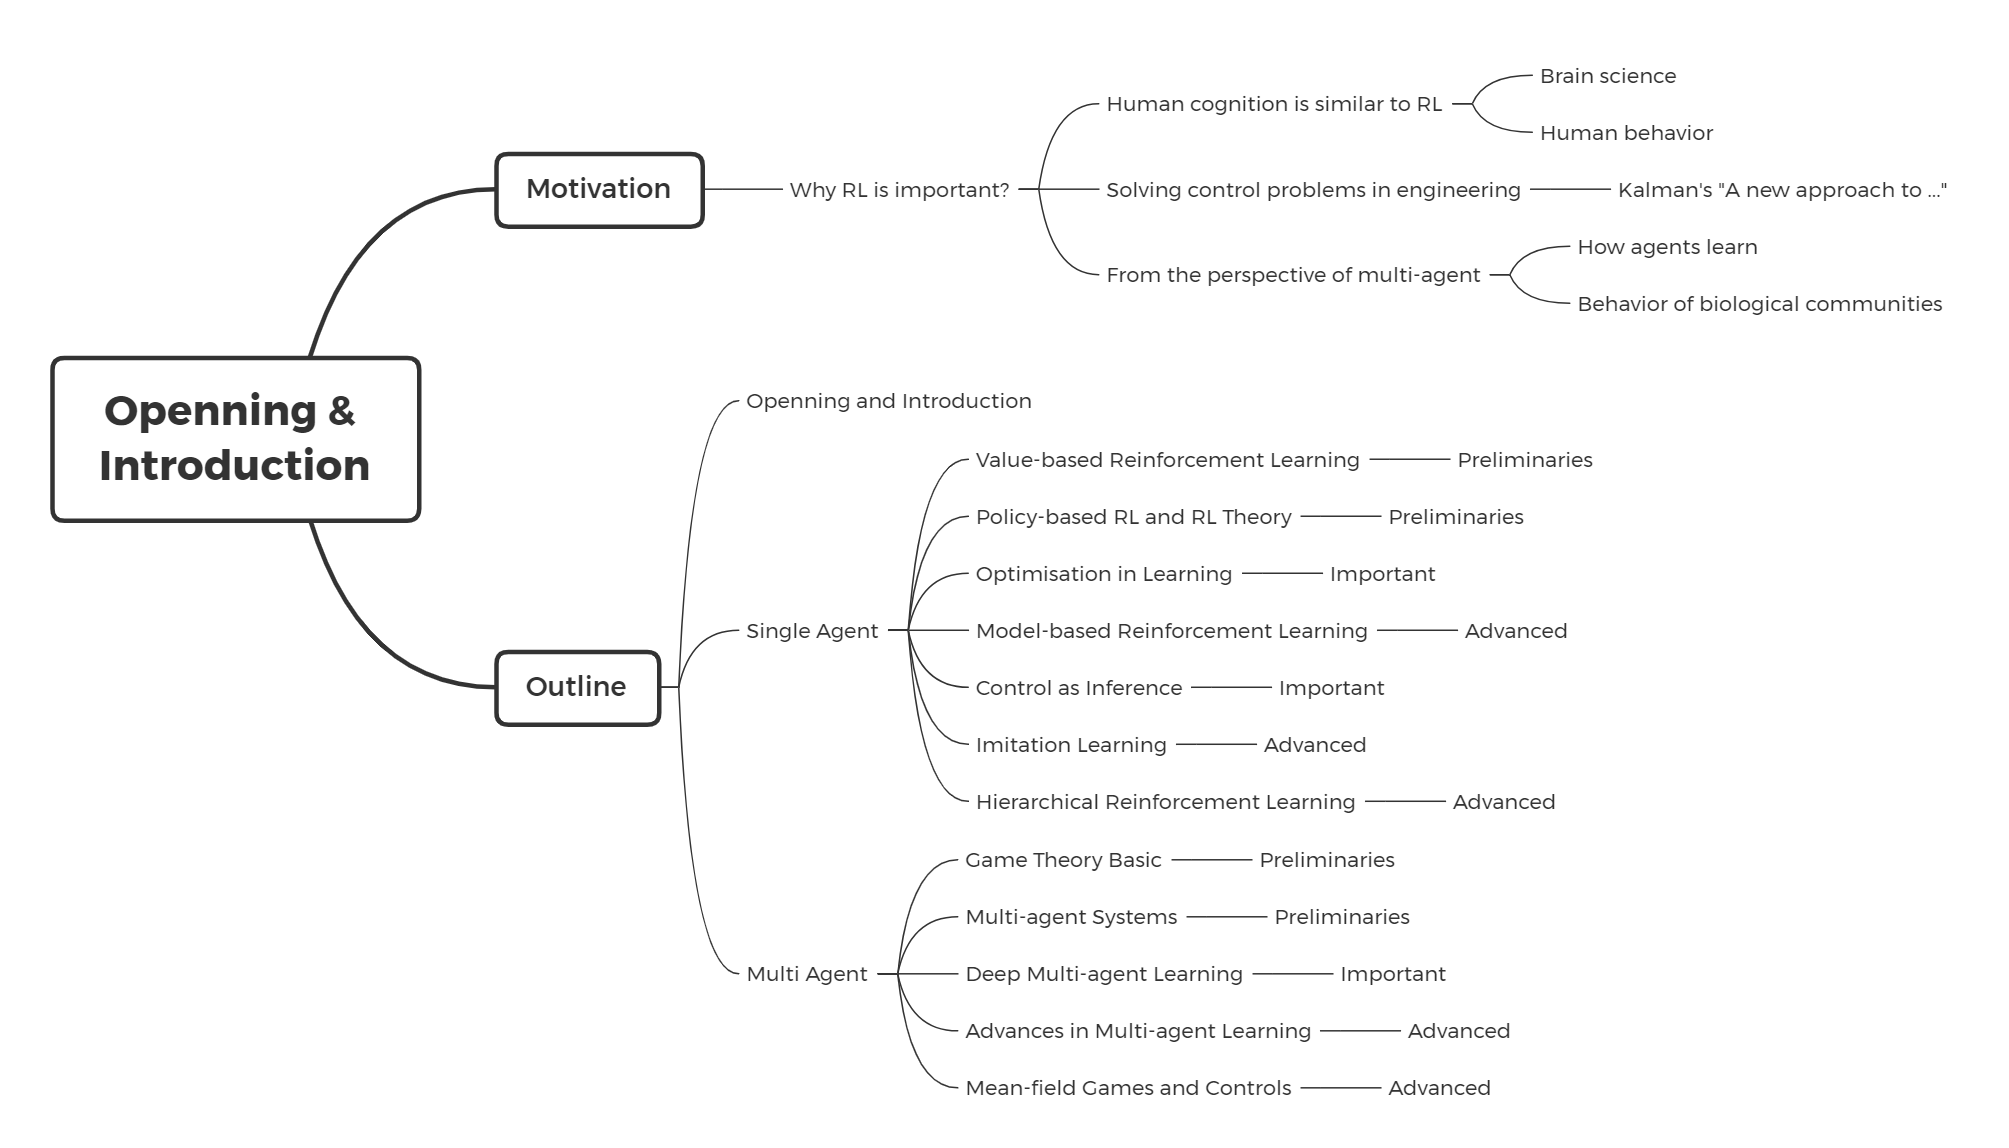 Openning &
Introduction
Motivation
Why RL is important?
Human cognition is similar to RL
Brain science
Human behavior
Solving control problems in engineering
Kalman's "A new approach to ..."
From the perspective of multi-agent
How agents learn
Behavior of biological communities
Outline
Openning and Introduction
Single Agent
Value-based Reinforcement Learning
Preliminaries
Policy-based RL and RL Theory
Preliminaries
Optimisation in Learning
Important
Model-based Reinforcement Learning
Advanced
Control as Inference
Important
Imitation Learning
Advanced
Hierarchical Reinforcement Learning
Advanced
Multi Agent
Game Theory Basic
Preliminaries
Multi-agent Systems
Preliminaries
Deep Multi-agent Learning
Important
Advances in Multi-agent Learning
Advanced
Mean-field Games and Controls
Advanced